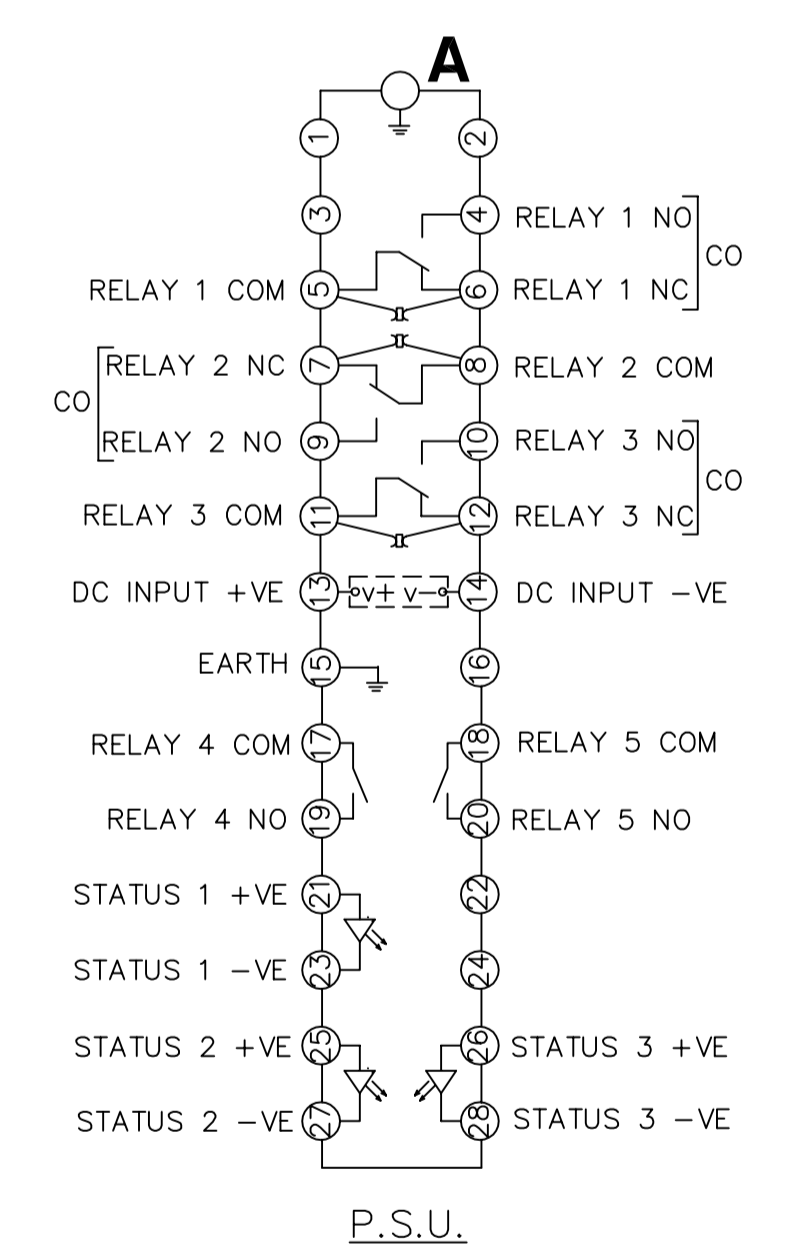 A
1 2
3 4 RELAY 1 NO
CO
RELAY 1 COM 5 6 RELAY 1 NC
RELAY 2 NC 7 8 RELAY 2 COM
CO
RELAY 2 NO 9 10 RELAY 3 NO
CO
RELAY 3 COM 11 12 RELAY 3 NC
DC INPUT +VE 13 V+ V− 14 DC INPUT −VE
EARTH 15 16
RELAY 4 COM 17 18 RELAY 5 COM
RELAY 4 NO 19 20 RELAY 5 NO
STATUS 1 +VE 21 22
STATUS 1 −VE 23 24
STATUS 2 +VE 25 26 STATUS 3 +VE
STATUS 2 −VE 27 28 STATUS 3 −VE
P.S.U.